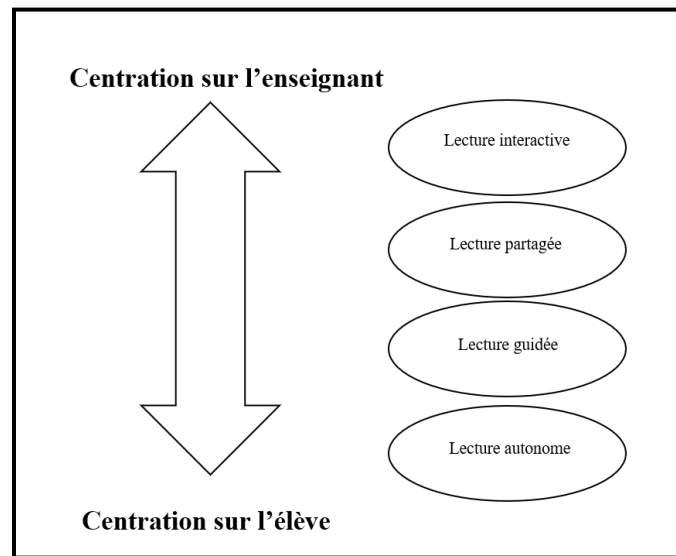 Centration sur l’enseignant
Lecture interactive
Lecture partagée
Lecture guidée
Lecture autonome
Centration sur l’élève